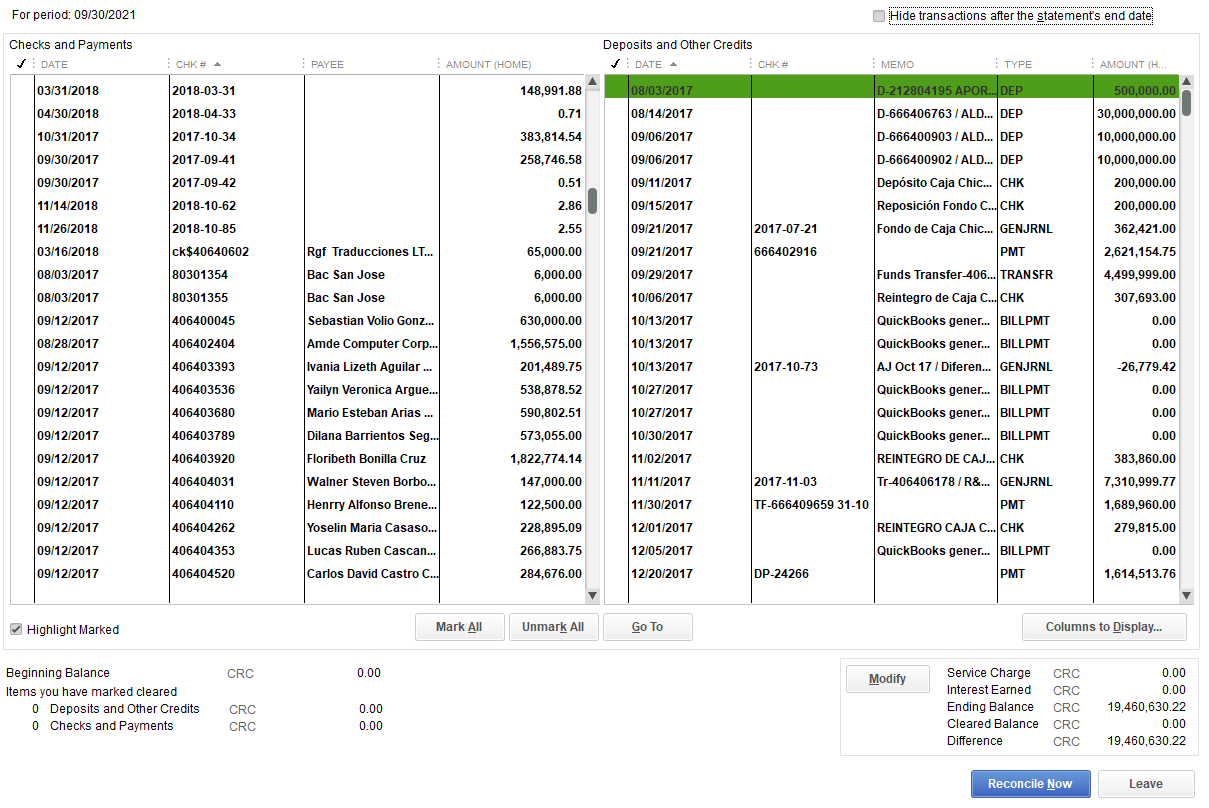 For period: 09/30/2021
Hide transactions after the statement's end date
Checks and Payments
✓ DATE CHK # PAYEE AMOUNT (HOME)
03/31/2018 2018-03-31 148,991.88
04/30/2018 2018-04-33 0.71
10/31/2017 2017-10-34 383,814.54
09/30/2017 2017-09-41 258,746.58
09/30/2017 2017-09-42 0.51
11/14/2018 2018-10-62 2.86
11/26/2018 2018-10-85 2.55
03/16/2018 ck$40640602 Rgf Traducciones LT... 65,000.00
08/03/2017 80301354 Bac San Jose 6,000.00
08/03/2017 80301355 Bac San Jose 6,000.00
09/12/2017 406400045 Sebastian Volio Gonz... 630,000.00
08/28/2017 406402404 Amde Computer Corp... 1,556,575.00
09/12/2017 406403393 Ivania Lizeth Aguilar ... 201,489.75
09/12/2017 406403536 Yailyn Veronica Argue... 538,878.52
09/12/2017 406403680 Mario Esteban Arias ... 590,802.51
09/12/2017 406403789 Dilana Barrientos Seg... 573,055.00
09/12/2017 406403920 Floribeth Bonilla Cruz 1,822,774.14
09/12/2017 406404031 Walner Steven Borbo... 147,000.00
09/12/2017 406404110 Henrry Alfonso Brene... 122,500.00
09/12/2017 406404262 Yoselin Maria Casaso... 228,895.09
09/12/2017 406404353 Lucas Ruben Cascan... 266,883.75
09/12/2017 406404520 Carlos David Castro C... 284,676.00
Deposits and Other Credits
✓ DATE CHK # MEMO TYPE AMOUNT (H...
08/03/2017 D-212804195 APOR... DEP 500,000.00
08/14/2017 D-666406763 / ALD... DEP 30,000,000.00
09/06/2017 D-666400903 / ALD... DEP 10,000,000.00
09/06/2017 D-666400902 / ALD... DEP 10,000,000.00
09/11/2017 Depósito Caja Chic... CHK 200,000.00
09/15/2017 Reposición Fondo C... CHK 200,000.00
09/21/2017 2017-07-21 Fondo de Caja Chic... GENJRNL 362,421.00
09/21/2017 666402916 PMT 2,621,154.75
09/29/2017 Funds Transfer-406... TRANSFR 4,499,999.00
10/06/2017 Reintegro de Caja C... CHK 307,693.00
10/13/2017 QuickBooks gener... BILLPMT 0.00
10/13/2017 QuickBooks gener... BILLPMT 0.00
10/13/2017 2017-10-73 AJ Oct 17 / Diferen... GENJRNL -26,779.42
10/27/2017 QuickBooks gener... BILLPMT 0.00
10/27/2017 QuickBooks gener... BILLPMT 0.00
10/30/2017 QuickBooks gener... BILLPMT 0.00
11/02/2017 REINTEGRO DE CAJ... CHK 383,860.00
11/11/2017 2017-11-03 Tr-406406178 / R&... GENJRNL 7,310,999.77
11/30/2017 TF-666409659 31-10 PMT 1,689,960.00
12/01/2017 REINTEGRO CAJA C... CHK 279,815.00
12/05/2017 QuickBooks gener... BILLPMT 0.00
12/20/2017 DP-24266 PMT 1,614,513.76
Highlight Marked
Mark All Unmark All Go To Columns to Display...
Beginning Balance CRC 0.00
Items you have marked cleared
0 Deposits and Other Credits CRC 0.00
0 Checks and Payments CRC 0.00
Modify
Service Charge CRC 0.00
Interest Earned CRC 0.00
Ending Balance CRC 19,460,630.22
Cleared Balance CRC 0.00
Difference CRC 19,460,630.22
Reconcile Now Leave